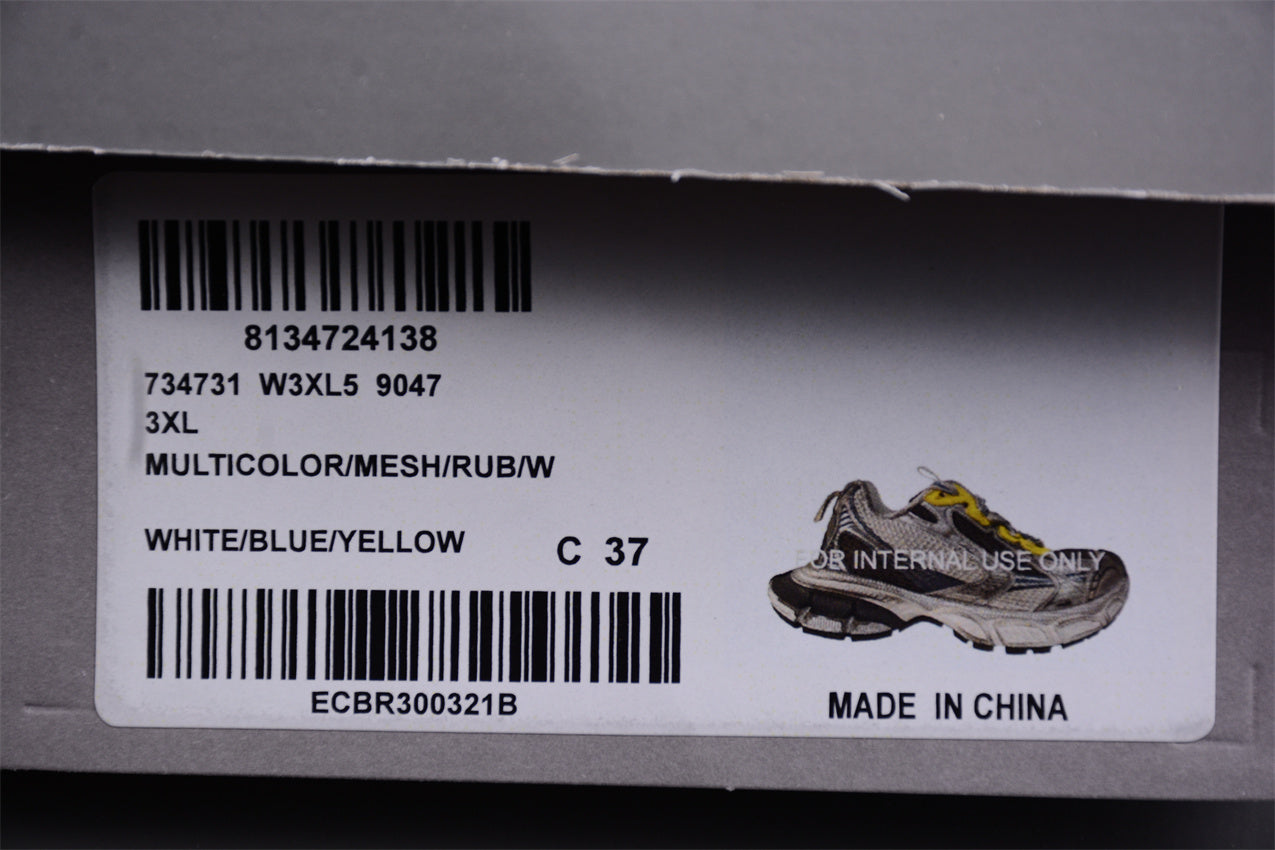 8134724138
734731 W3XL5 9047
3XL
MULTICOLOR/MESH/RUB/W
WHITE/BLUE/YELLOW
C 37
FOR INTERNAL USE ONLY
ECBR300321B
MADE IN CHINA